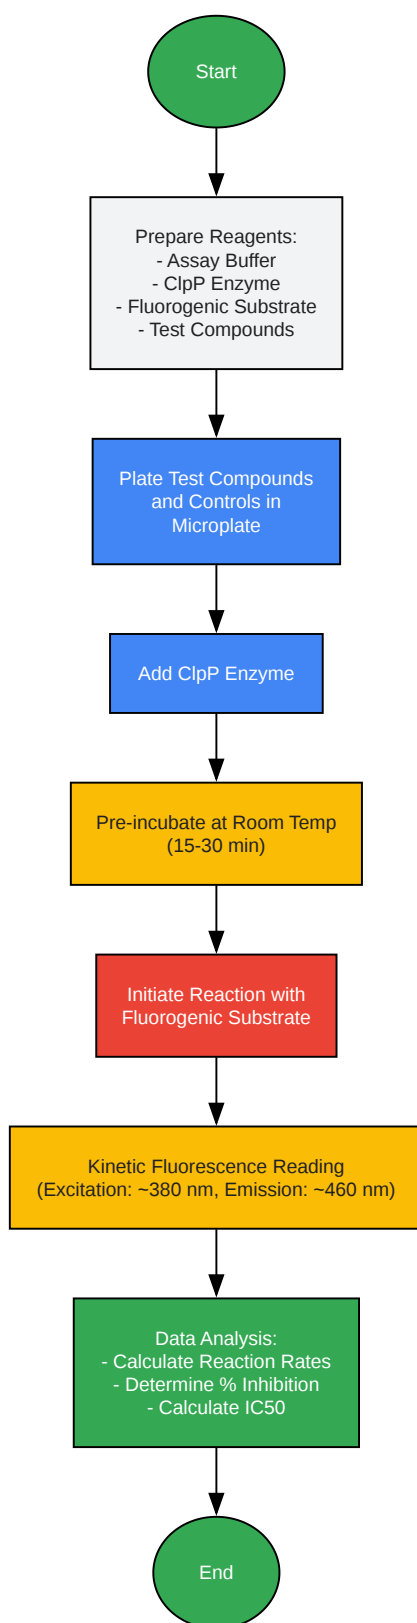 Start
Prepare Reagents:
- Assay Buffer
- ClpP Enzyme
- Fluorogenic Substrate
- Test Compounds
Plate Test Compounds
and Controls in
Microplate
Add ClpP Enzyme
Pre-incubate at Room Temp
(15-30 min)
Initiate Reaction with
Fluorogenic Substrate
Kinetic Fluorescence Reading
(Excitation: ~380 nm, Emission: ~460 nm)
Data Analysis:
- Calculate Reaction Rates
- Determine % Inhibition
- Calculate IC50
End